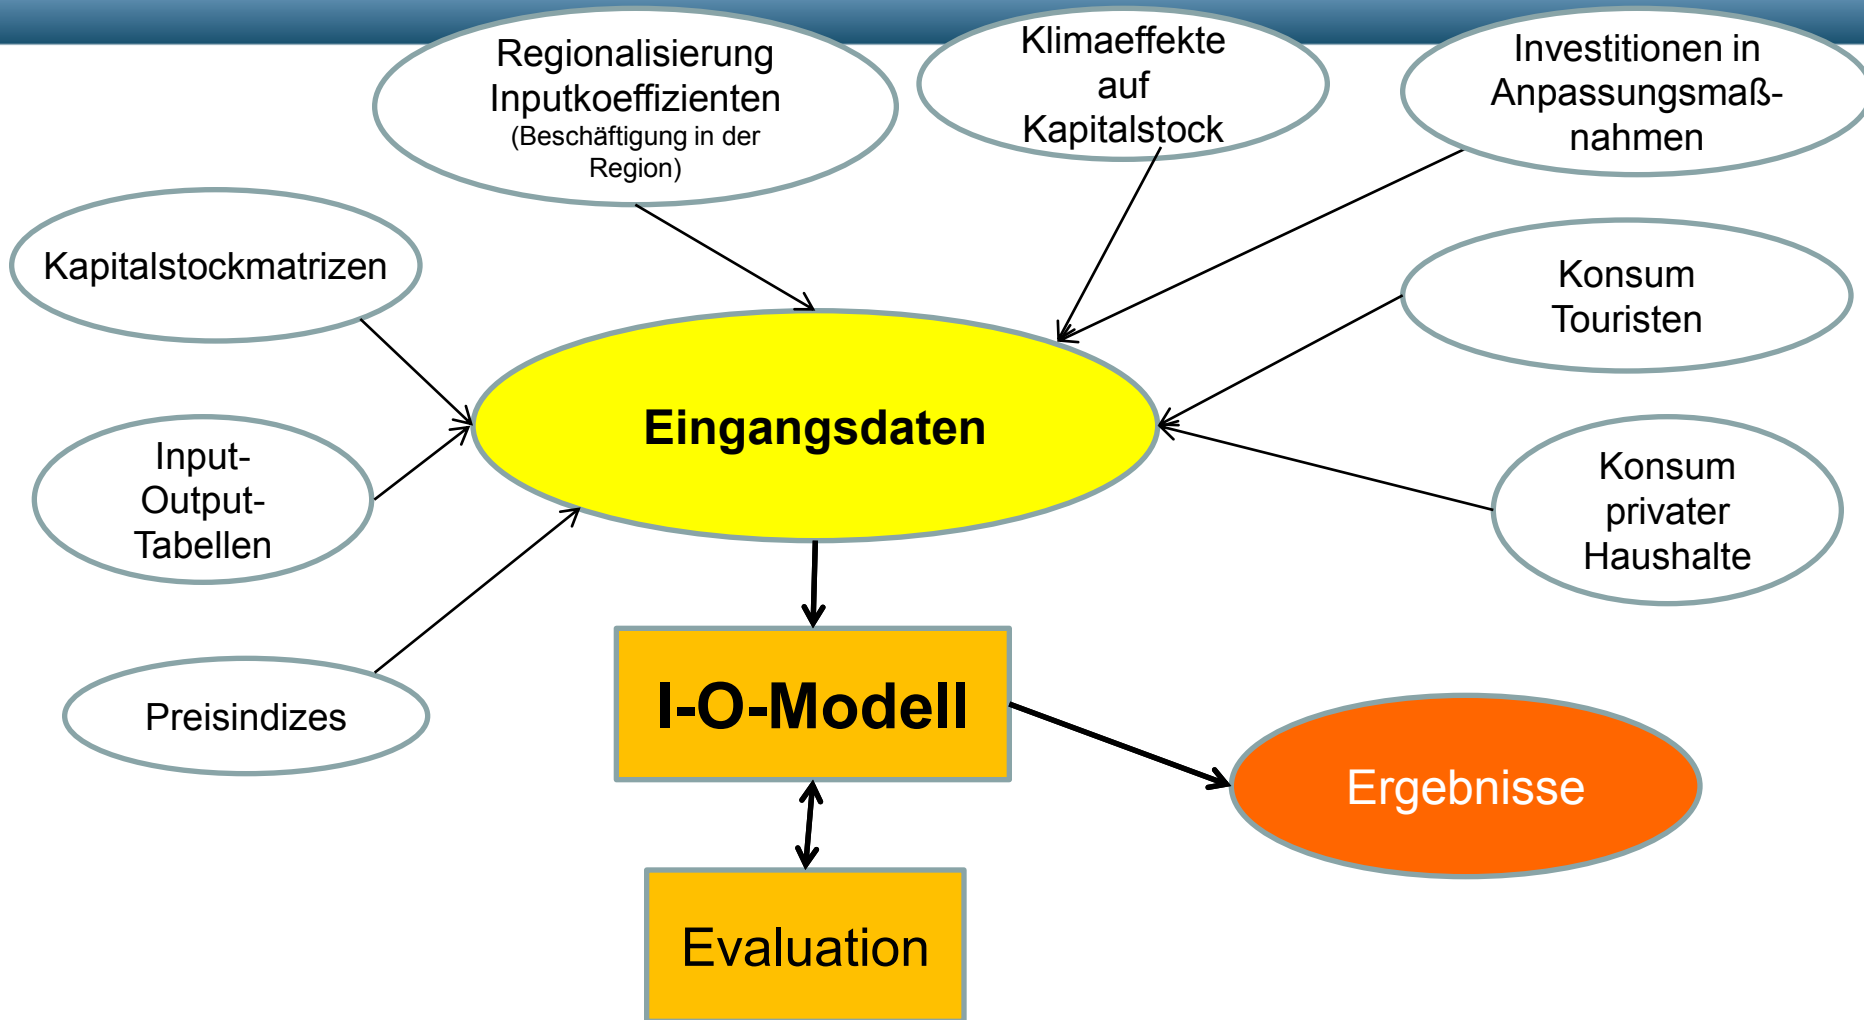 Regionalisierung
Inputkoeffizienten
(Beschäftigung in der
Region)
Klimaeffekte
auf
Kapitalstock
Investitionen in
Anpassungsmaß-
nahmen
Kapitalstockmatrizen
Konsum
Touristen
Eingangsdaten
Input-
Output-
Tabellen
Konsum
privater
Haushalte
Preisindizes
I-O-Modell
Ergebnisse
Evaluation